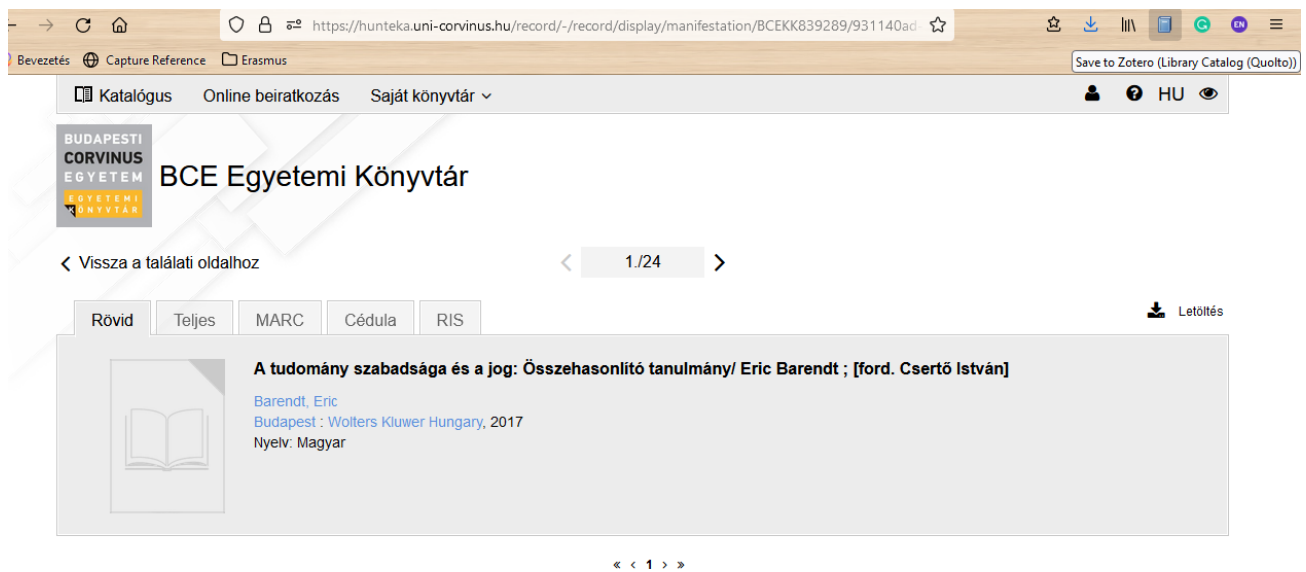 https://hunteka.uni-corvinus.hu/record/-/record/display/manifestation/BCEKK839289/931140ad
EN
Bevezetés Capture Reference Erasmus
Save to Zotero (Library Catalog (Quolto))
Katalógus Online beiratkozás Saját könyvtár HU
BUDAPESTI
CORVINUS
EGYETEM
EGYETEMI
KÖNYVTÁR
BCE Egyetemi Könyvtár
Vissza a találati oldalhoz
1./24
Rövid Teljes MARC Cédula RIS
Letöltés
A tudomány szabadsága és a jog: Összehasonlító tanulmány/ Eric Barendt ; [ford. Csertő István]
Barendt, Eric
Budapest : Wolters Kluwer Hungary, 2017
Nyelv: Magyar
« ‹ 1 › »